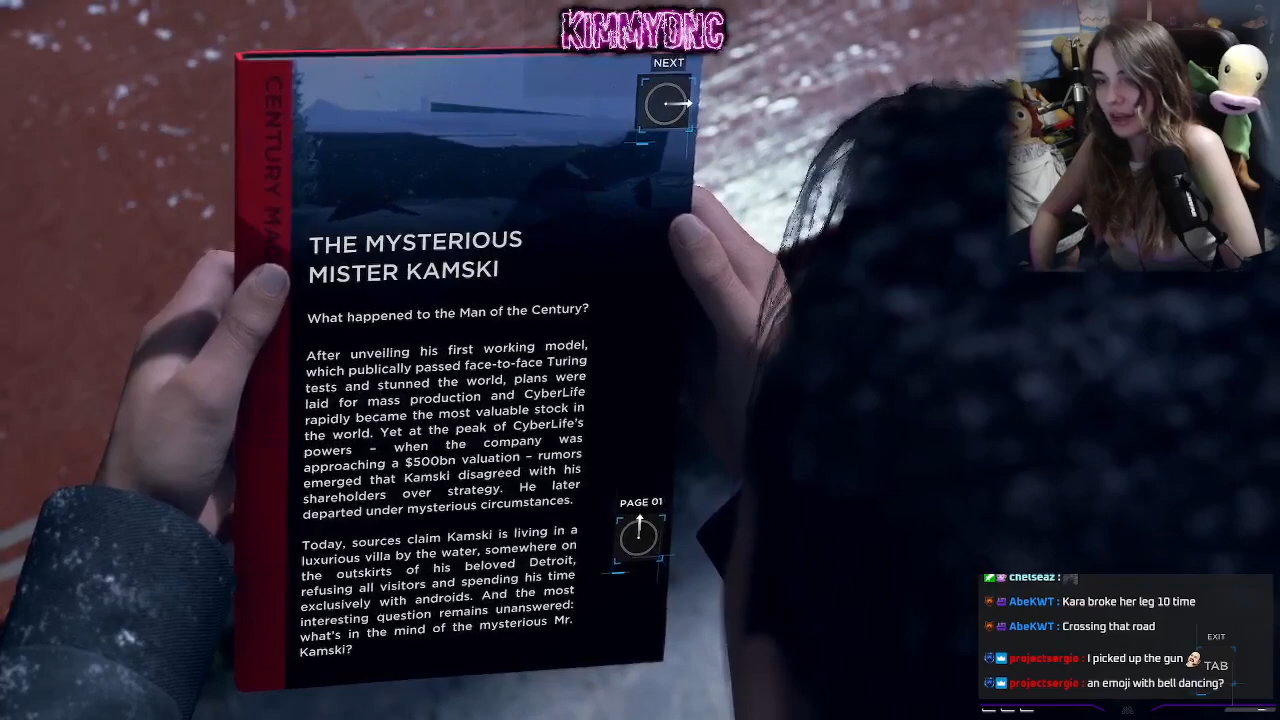 KIMMYDNC
NEXT
CENTURY MA
THE MYSTERIOUS
MISTER KAMSKI
What happened to the Man of the Century?
After unveiling his first working model,
which publically passed face-to-face Turing
tests and stunned the world, plans were
laid for mass production and CyberLife
rapidly became the most valuable stock in
the world. Yet at the peak of CyberLife's
powers – when the company was
approaching a $500bn valuation – rumors
emerged that Kamski disagreed with his
shareholders over strategy. He later
departed under mysterious circumstances.
Today, sources claim Kamski is living in a
luxurious villa by the water, somewhere on
the outskirts of his beloved Detroit,
refusing all visitors and spending his time
exclusively with androids. And the most
interesting question remains unanswered:
what's in the mind of the mysterious Mr.
Kamski?
PAGE 01
chelseaz :
AbeKWT : Kara broke her leg 10 time
AbeKWT : Crossing that road
EXIT
projectsergio : I picked up the gun
TAB
projectsergio : an emoji with bell dancing?